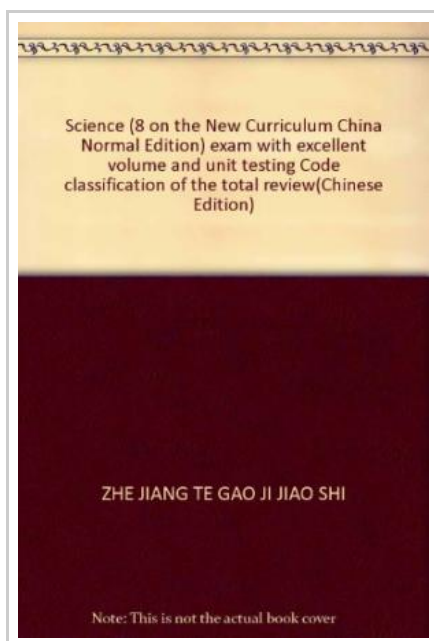 Science (8 on the New Curriculum China
Normal Edition) exam with excellent
volume and unit testing Code
classification of the total review(Chinese
Edition)
ZHE JIANG TE GAO JI JIAO SHI
Note: This is not the actual book cover